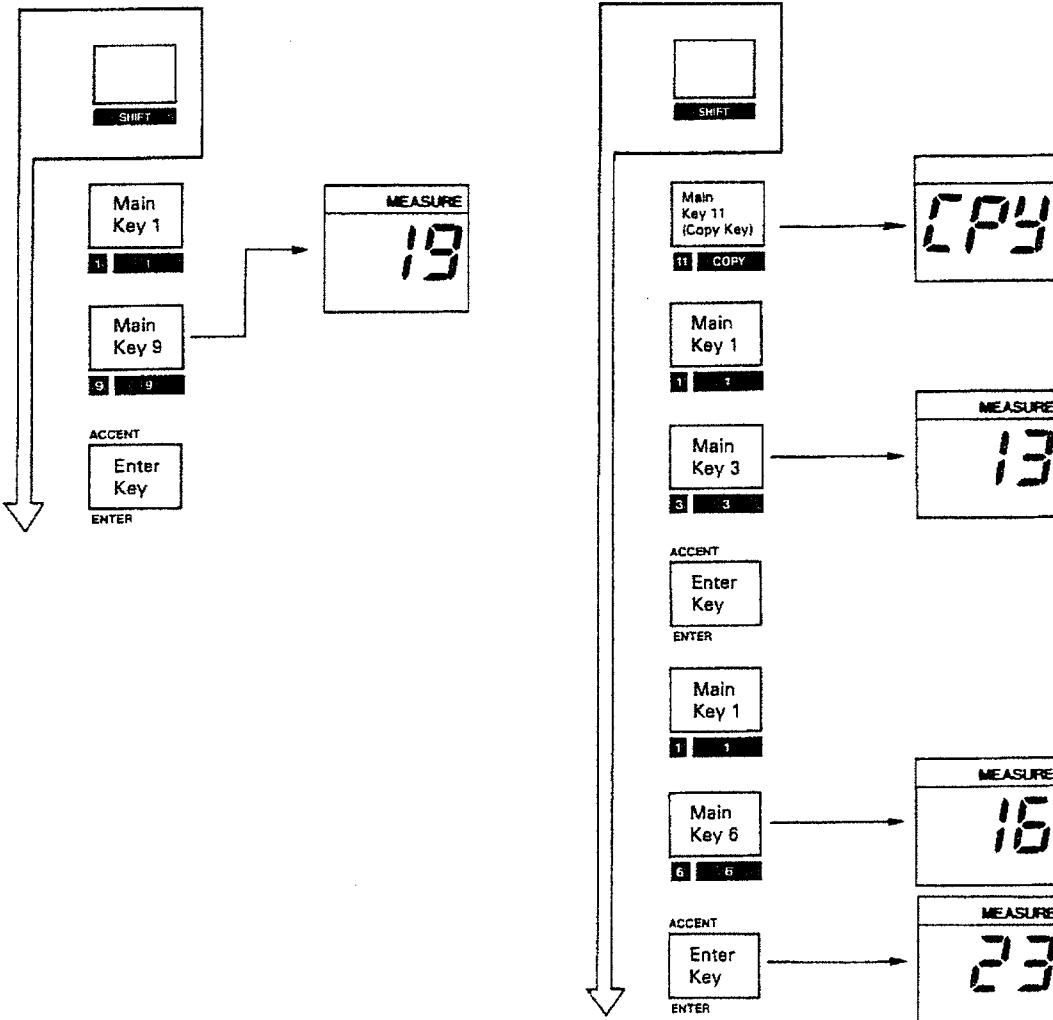 SHIFT
Main
Key 1
1 1
MEASURE
19
Main
Key 9
9 9
ACCENT
Enter
Key
ENTER
SHIFT
Main
Key 11
(Copy Key)
11 COPY
CPY
Main
Key 1
1 1
Main
Key 3
3 3
MEASURE
13
ACCENT
Enter
Key
ENTER
Main
Key 1
1 1
Main
Key 6
6 6
MEASURE
16
ACCENT
Enter
Key
ENTER
MEASURE
23